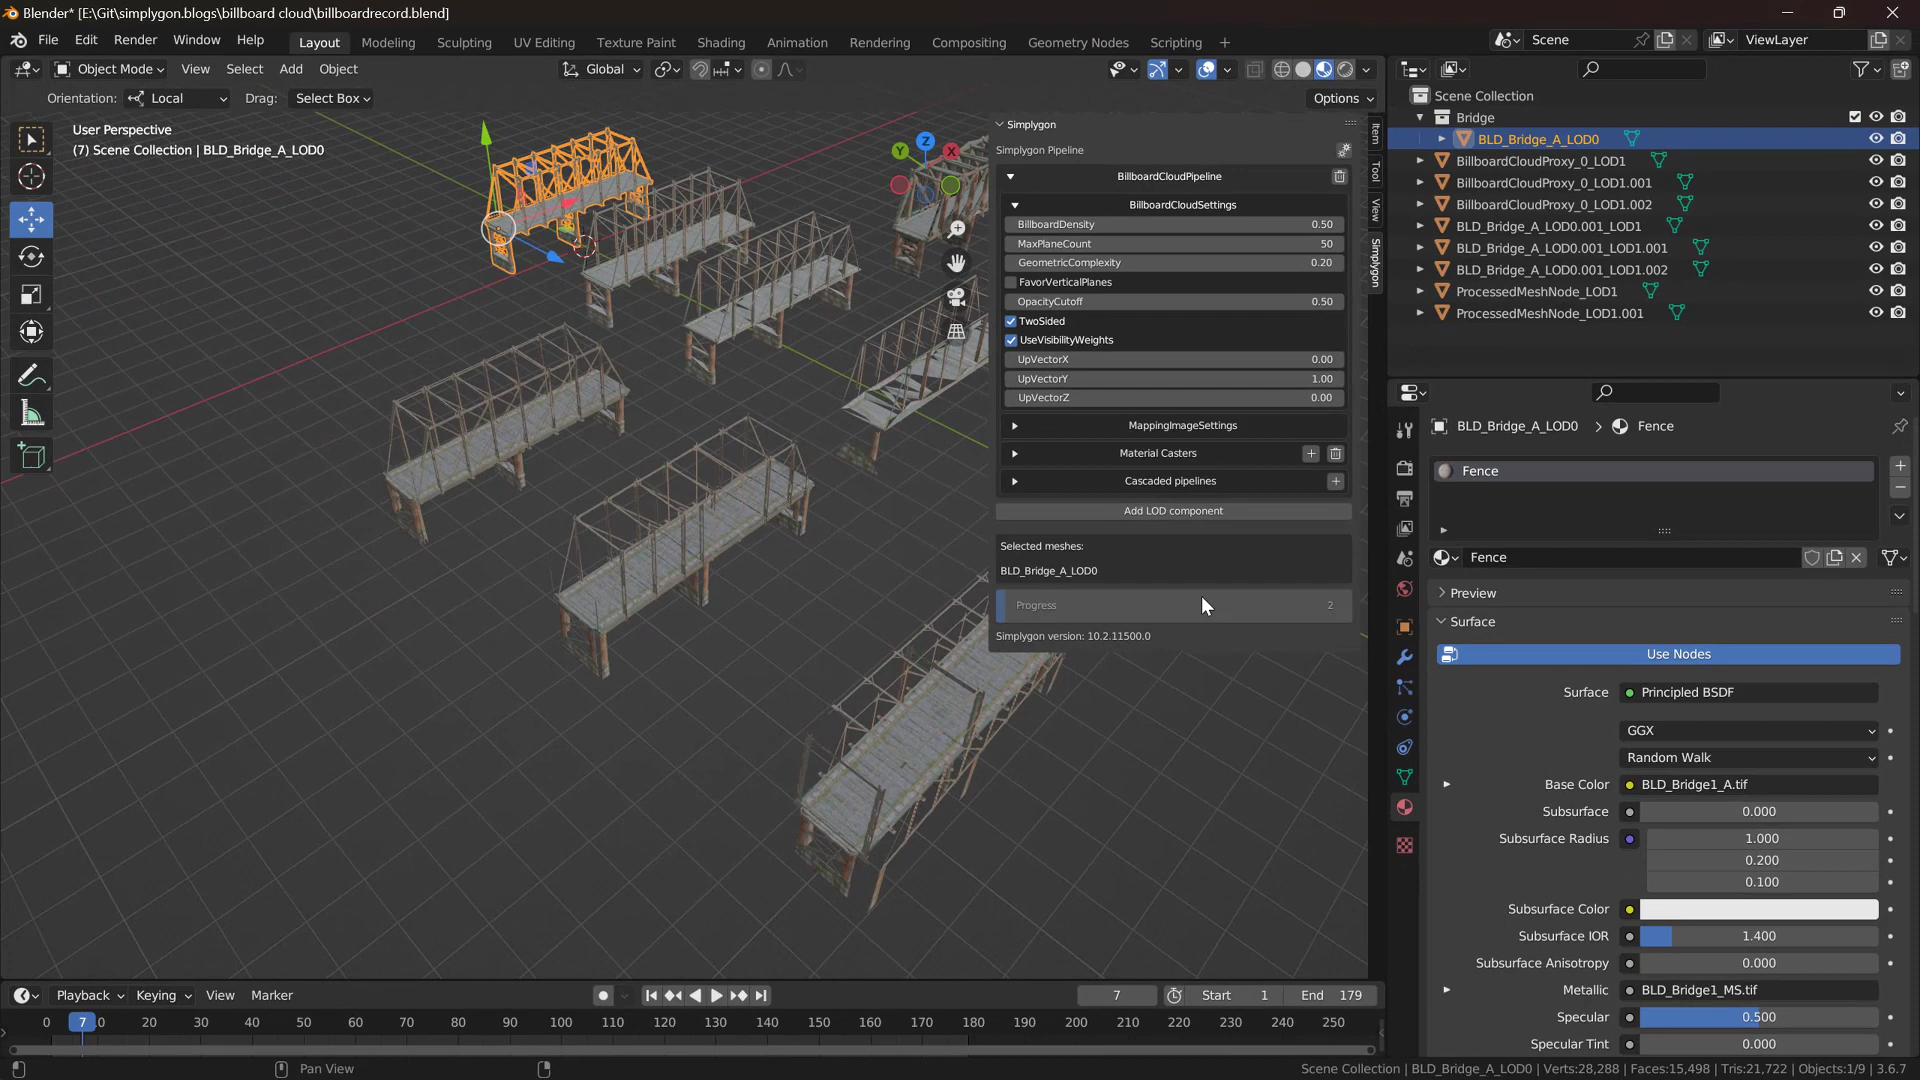 Blender* [E:\Git\simplygon.blogs\billboard cloud\billboardrecord.blend]
File Edit Render Window Help Layout Modeling Sculpting UV Editing Texture Paint Shading Animation Rendering Compositing Geometry Nodes Scripting + Scene ViewLayer
Object Mode View Select Add Object Global
Orientation: Local Drag: Select Box Options
User Perspective
(7) Scene Collection | BLD_Bridge_A_LOD0
Z
Y
X
Simplygon
Simplygon Pipeline
BillboardCloudPipeline
BillboardCloudSettings
BillboardDensity 0.50
MaxPlaneCount 50
GeometricComplexity 0.20
FavorVerticalPlanes
OpacityCutoff 0.50
TwoSided
UseVisibilityWeights
UpVectorX 0.00
UpVectorY 1.00
UpVectorZ 0.00
MappingImageSettings
Material Casters
Cascaded pipelines
Add LOD component
Selected meshes:
BLD_Bridge_A_LOD0
Progress 2
Simplygon version: 10.2.11500.0
Item
Tool
View
Simplygon
Scene Collection
Bridge
BLD_Bridge_A_LOD0
BillboardCloudProxy_0_LOD1
BillboardCloudProxy_0_LOD1.001
BillboardCloudProxy_0_LOD1.002
BLD_Bridge_A_LOD0.001_LOD1
BLD_Bridge_A_LOD0.001_LOD1.001
BLD_Bridge_A_LOD0.001_LOD1.002
ProcessedMeshNode_LOD1
ProcessedMeshNode_LOD1.001
BLD_Bridge_A_LOD0 > Fence
Fence
Fence
Preview
Surface
Use Nodes
Surface Principled BSDF
GGX
Random Walk
Base Color BLD_Bridge1_A.tif
Subsurface 0.000
Subsurface Radius 1.000
0.200
0.100
Subsurface Color
Subsurface IOR 1.400
Subsurface Anisotropy 0.000
Metallic BLD_Bridge1_MS.tif
Specular 0.500
Specular Tint 0.000
Playback Keying View Marker 7 Start 1 End 179
0 7 10 20 30 40 50 60 70 80 90 100 110 120 130 140 150 160 170 180 190 200 210 220 230 240 250
Pan View
Scene Collection | BLD_Bridge_A_LOD0 | Verts:28,288 | Faces:15,498 | Tris:21,722 | Objects:1/9 | 3.6.7